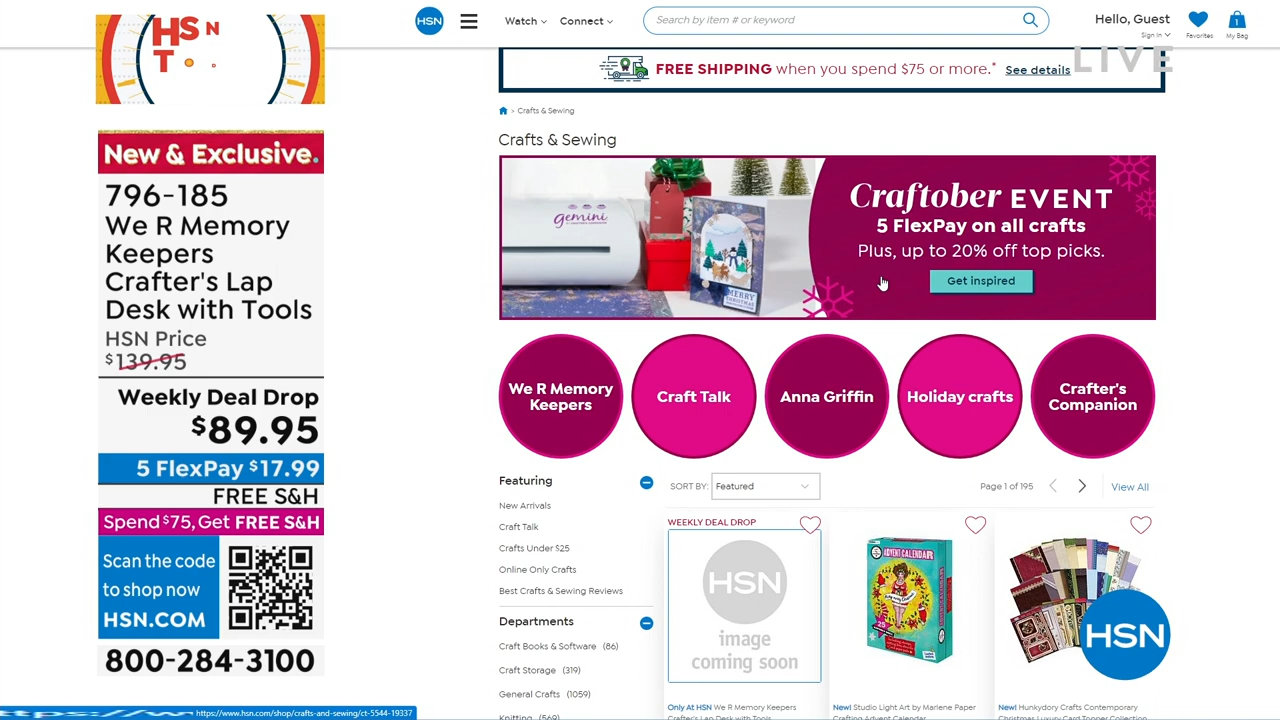 HSN
T
New & Exclusive.
796-185
We R Memory
Keepers
Crafter's Lap
Desk with Tools
HSN Price
$139.95
Weekly Deal Drop
$89.95
5 FlexPay $17.99
FREE S&H
Spend $75, Get FREE S&H
Scan the code
to shop now
HSN.COM
800-284-3100
HSN
Watch
Connect
Search by item # or keyword
Hello, Guest
Sign in
Favorites
1
My Bag
LIVE
FREE SHIPPING when you spend $75 or more.* See details
> Crafts & Sewing
Crafts & Sewing
gemini
MERRY
CHRISTMAS
Craftober EVENT
5 FlexPay on all crafts
Plus, up to 20% off top picks.
Get inspired
We R Memory
Keepers
Craft Talk
Anna Griffin
Holiday crafts
Crafter's
Companion
Featuring
New Arrivals
Craft Talk
Crafts Under $25
Online Only Crafts
Best Crafts & Sewing Reviews
Departments
Craft Books & Software (86)
Craft Storage (319)
General Crafts (1059)
Knitting (569)
SORT BY: Featured
Page 1 of 195
View All
WEEKLY DEAL DROP
HSN
image
coming soon
Only At HSN We R Memory Keepers
Crafter's Lap Desk with Tools
ADVENT CALENDAR
25
New! Studio Light Art by Marlene Paper
Crafting Advent Calendar
HSN
New! Hunkydory Crafts Contemporary
Christmas Luxury Card Topper Collection
https://www.hsn.com/shop/crafts-and-sewing/ct-5544-19337